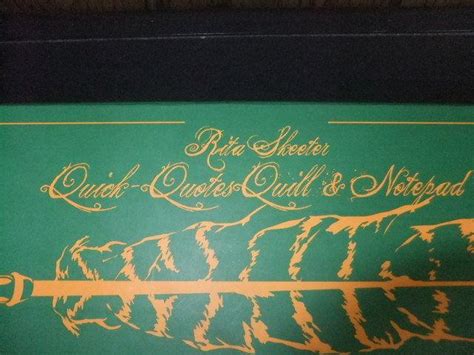 Rita Skeeter
Quick-Quotes Quill & Notepad